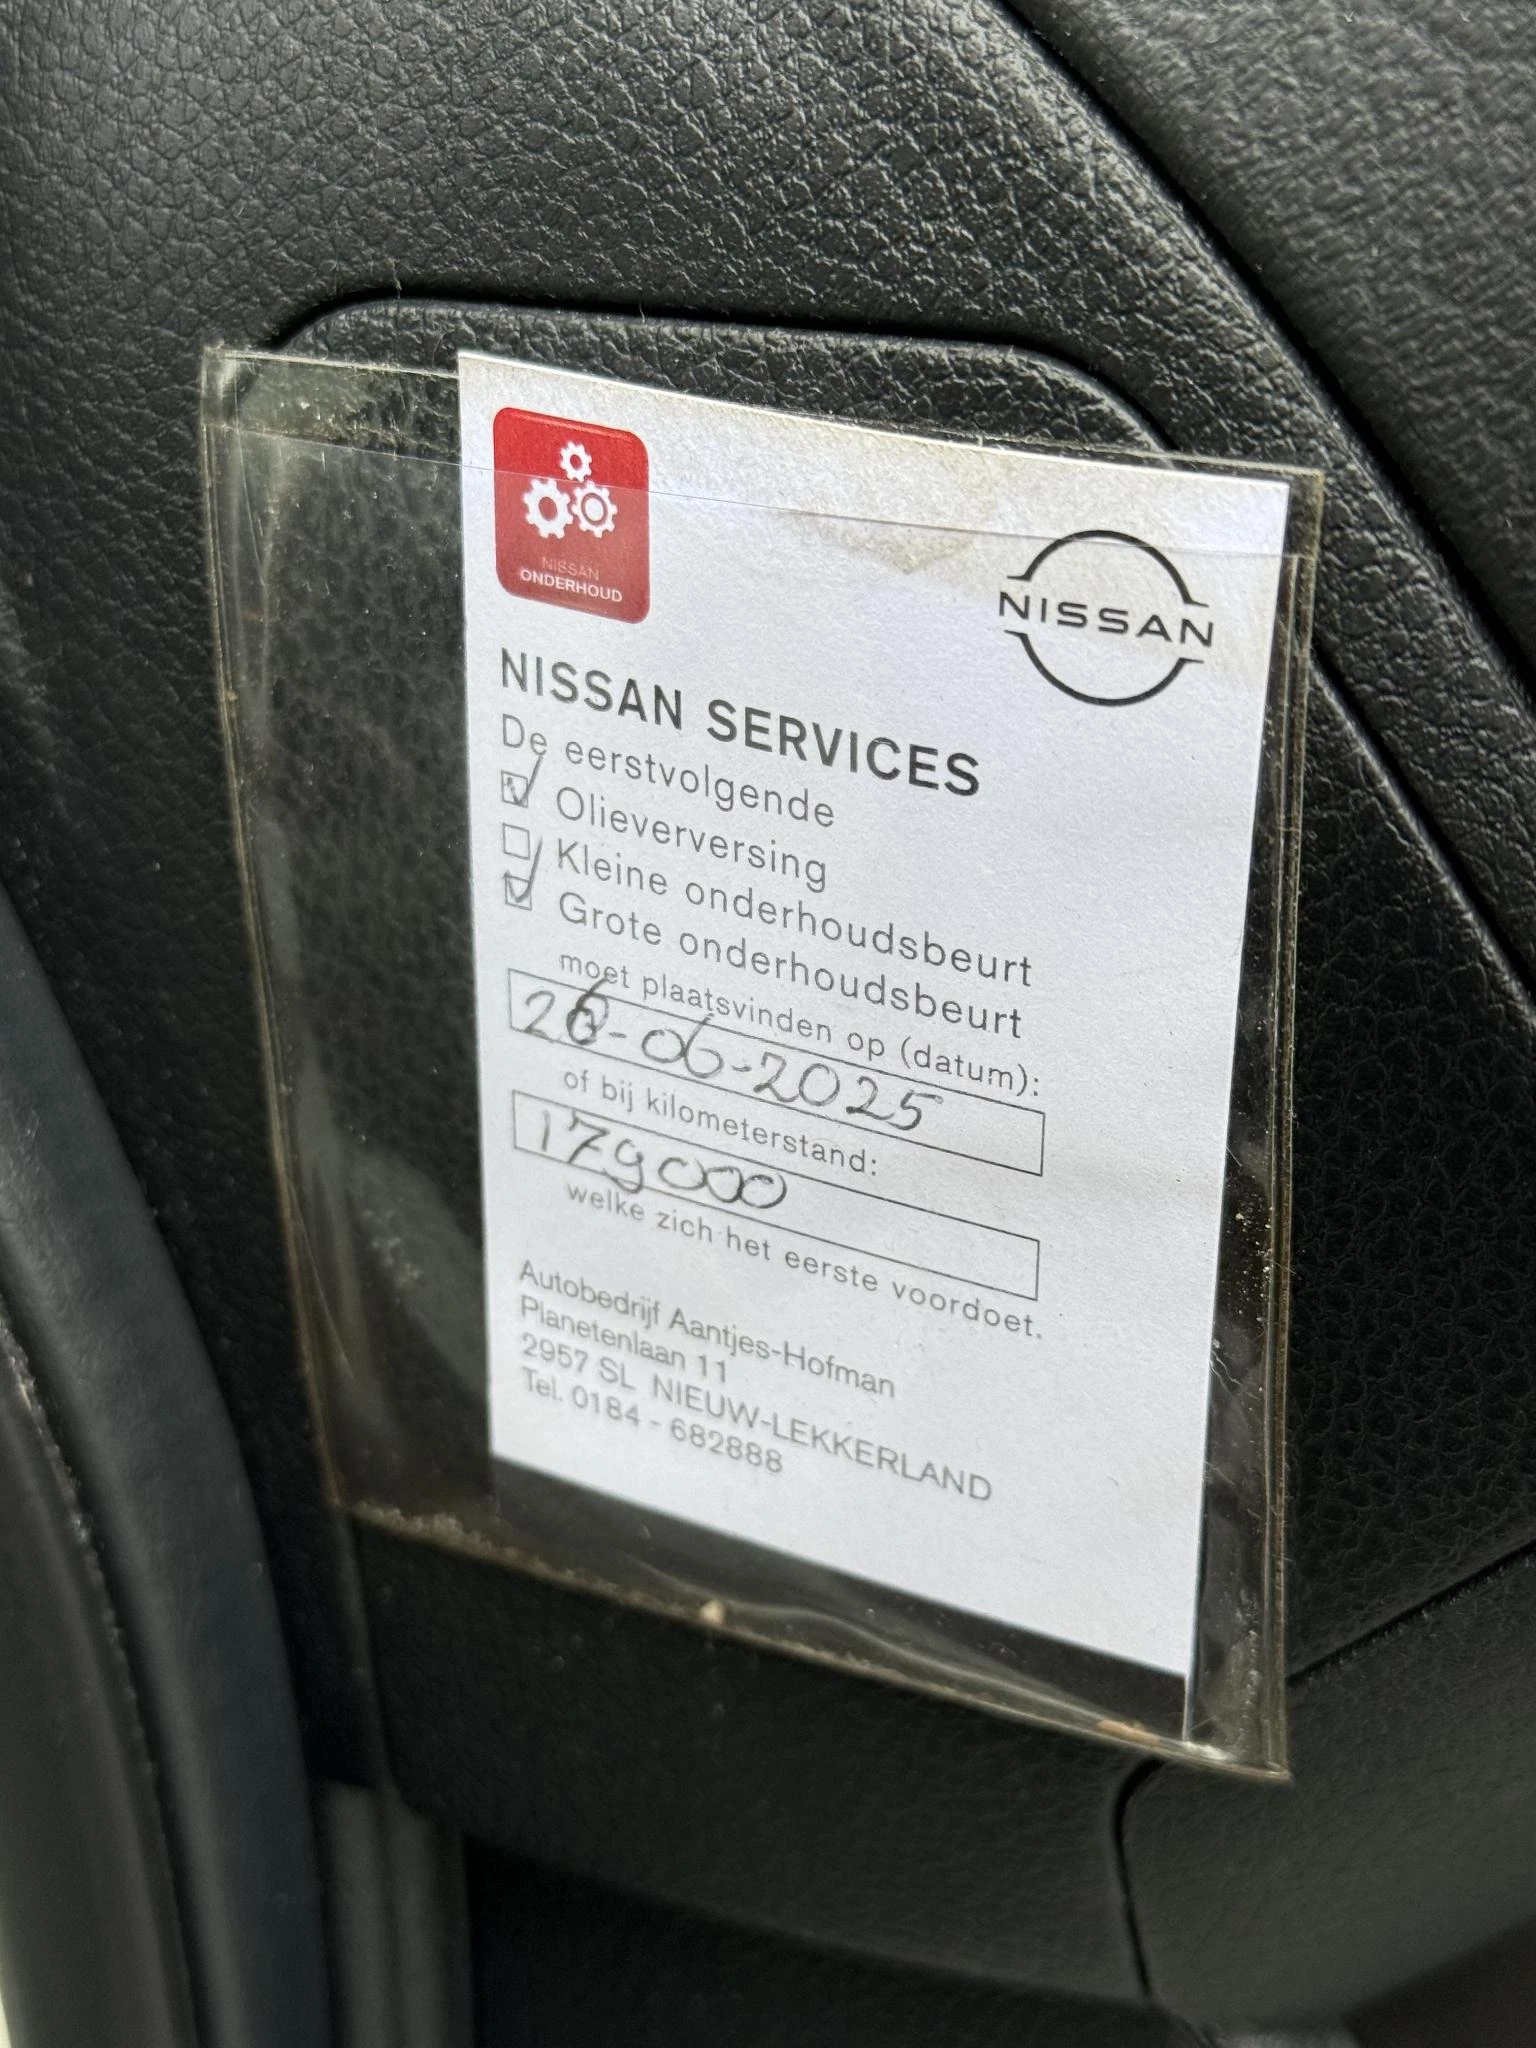 NISSAN
ONDERHOUD
NISSAN
NISSAN SERVICES
De eerstvolgende
Olieverversing
Kleine onderhoudsbeurt
Grote onderhoudsbeurt
moet plaatsvinden op (datum):
26-06-2025
of bij kilometerstand:
179000
welke zich het eerste voordoet.
Autobedrijf Aantjes-Hofman
Planetenlaan 11
2957 SL NIEUW-LEKKERLAND
Tel. 0184 - 682888